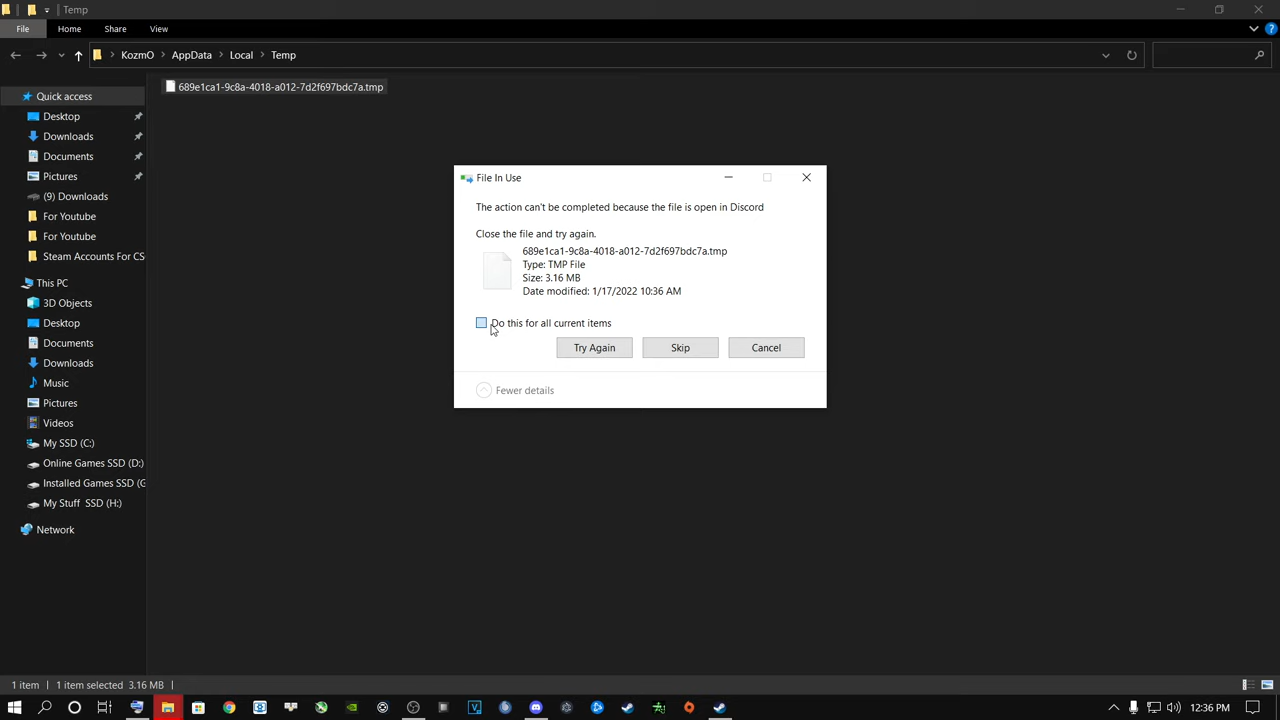 Temp
File
Home
Share
View
KozmO
AppData
Local
Temp
689e1ca1-9c8a-4018-a012-7d2f697bdc7a.tmp
Quick access
Desktop
Downloads
Documents
Pictures
(9) Downloads
For Youtube
For Youtube
Steam Accounts For CS
This PC
3D Objects
Desktop
Documents
Downloads
Music
Pictures
Videos
My SSD (C:)
Online Games SSD (D:)
Installed Games SSD (G
My Stuff SSD (H:)
Network
File In Use
The action can't be completed because the file is open in Discord
Close the file and try again.
689e1ca1-9c8a-4018-a012-7d2f697bdc7a.tmp
Type: TMP File
Size: 3.16 MB
Date modified: 1/17/2022 10:36 AM
Do this for all current items
Try Again
Skip
Cancel
Fewer details
1 item
1 item selected 3.16 MB
12:36 PM